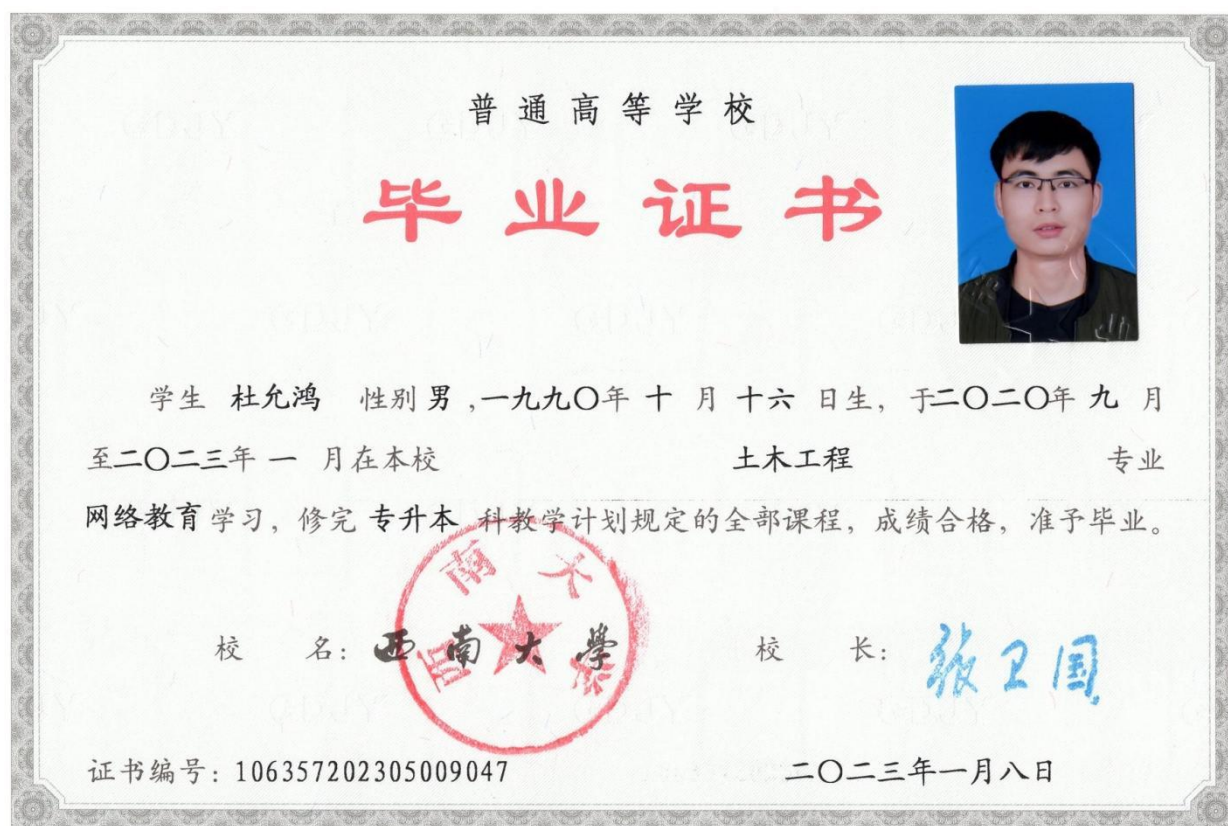 普通高等学校
毕业证书
学生 杜允鸿 性别 男 ,一九九〇年 十 月 十六 日生, 于二〇二〇年 九 月
至二〇二三年 一 月在本校 土木工程 专业
网络教育 学习, 修完 专升本 科教学计划规定的全部课程, 成绩合格, 准予毕业。
校 名: 西南大學 校 长: 张卫国
西南大学
证书编号: 106357202305009047 二〇二三年一月八日